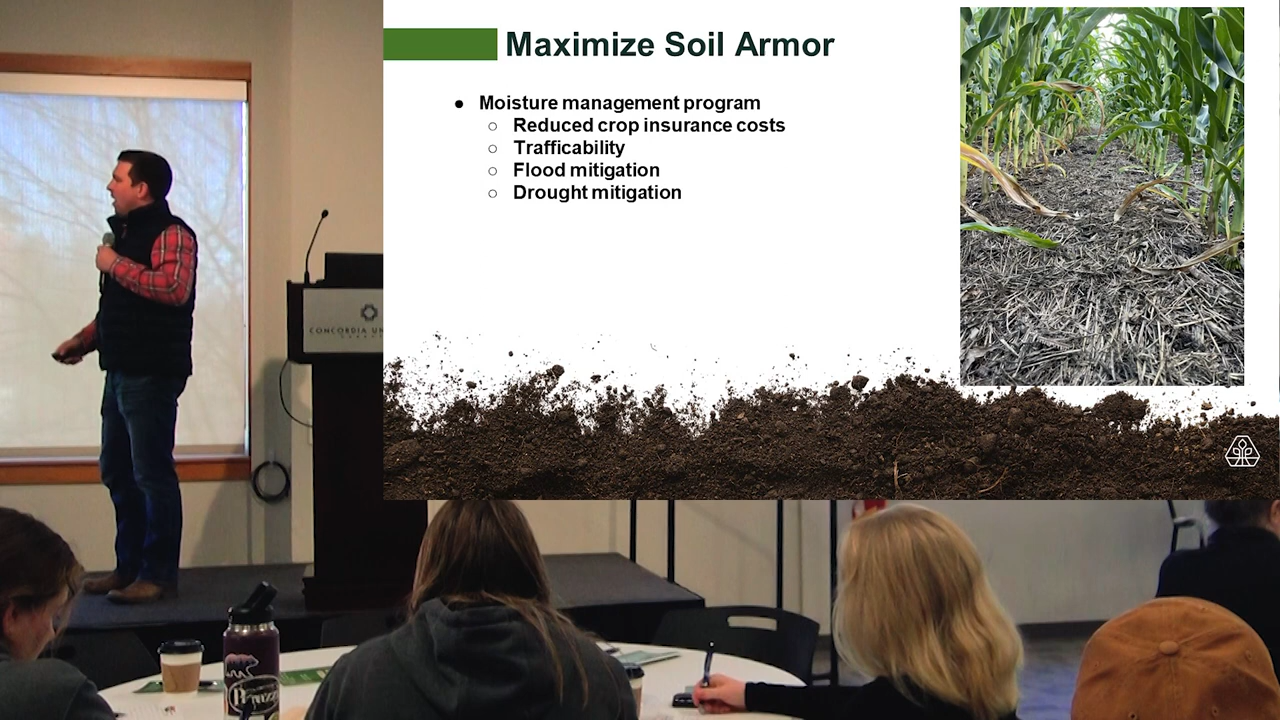 Maximize Soil Armor
● Moisture management program
○ Reduced crop insurance costs
○ Trafficability
○ Flood mitigation
○ Drought mitigation
CONCORDIA